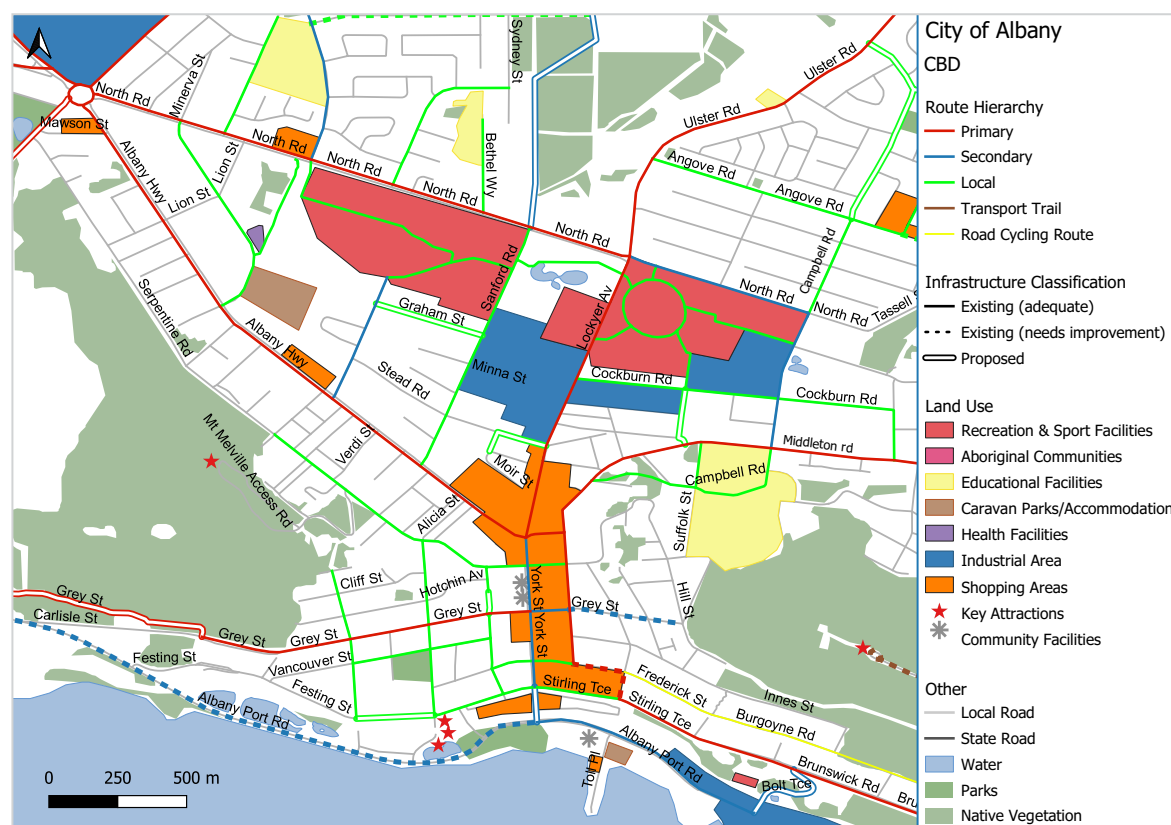 City of Albany
CBD
Route Hierarchy
Primary
Secondary
Local
Transport Trail
Road Cycling Route
Infrastructure Classification
Existing (adequate)
Existing (needs improvement)
Proposed
Land Use
Recreation & Sport Facilities
Aboriginal Communities
Educational Facilities
Caravan Parks/Accommodation
Health Facilities
Industrial Area
Shopping Areas
Key Attractions
Community Facilities
Other
Local Road
State Road
Water
Parks
Native Vegetation
Sydney St
Ulster Rd
Minerva St
North Rd
Mawson St
Ulster Rd
North Rd
North Rd
Bethel Wy
Albany Hwy
Lion St
Lion St
North Rd
Angove Rd
Angove Rd
North Rd
Campbell Rd
Sanford Rd
Serpentine Rd
North Rd
North Rd
Tassell S
Graham St
Lockyer Av
Albany Hwy
Minna St
Stead Rd
Cockburn Rd
Cockburn Rd
Mt Melville Access Rd
Verdi St
Middleton rd
Moir St
Campbell Rd
Alicia St
Suffolk St
Cliff St
Hotchin Av
York St
Hill St
Grey St
Carlisle St
Grey St
Grey St
Grey St
Grey St
York St
Festing St
Vancouver St
Festing St
Stirling Tce
Frederick St
Innes St
Albany Port Rd
Stirling Tce
Burgoyne Rd
Albany Port Rd
Toll Pl
Brunswick Rd
Bolt Tce
Bru
0 250 500 m